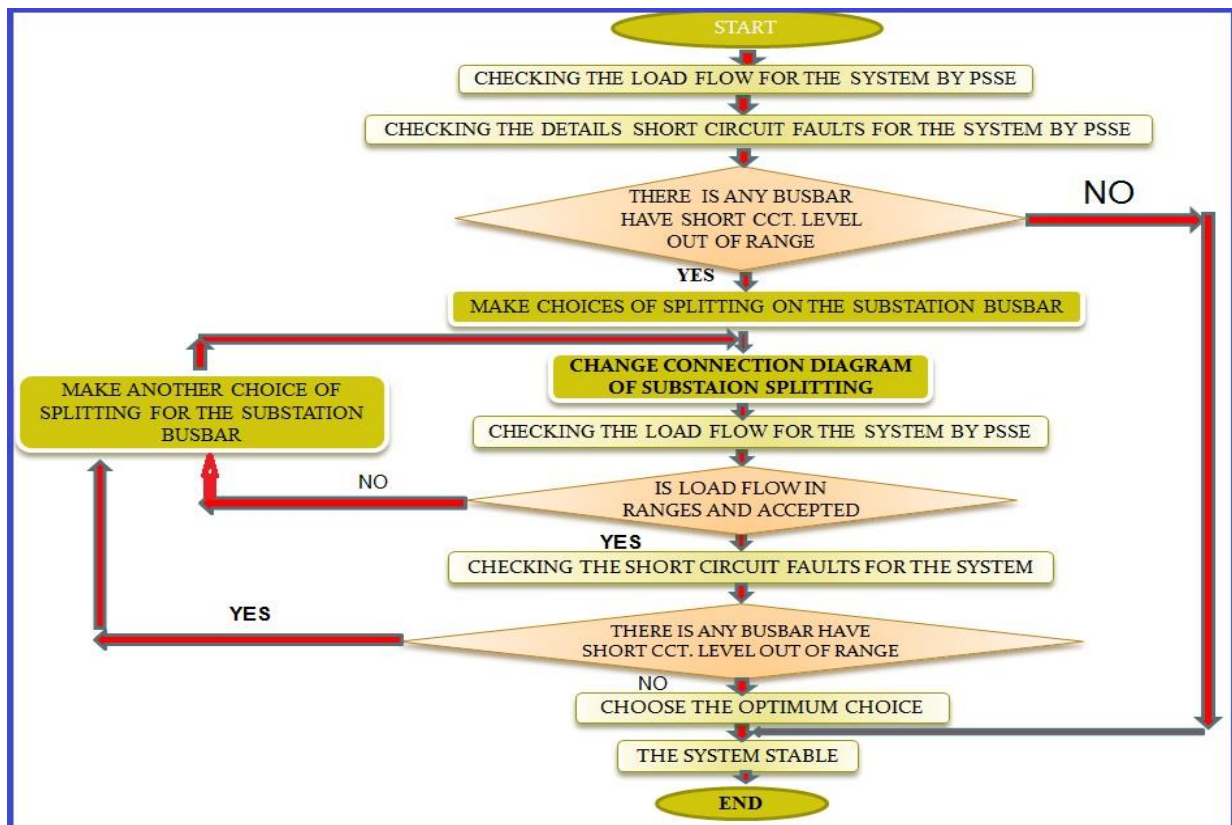 START
CHECKING THE LOAD FLOW FOR THE SYSTEM BY PSSE
CHECKING THE DETAILS SHORT CIRCUIT FAULTS FOR THE SYSTEM BY PSSE
THERE IS ANY BUSBAR
HAVE SHORT CCT. LEVEL
OUT OF RANGE
NO
YES
MAKE CHOICES OF SPLITTING ON THE SUBSTATION BUSBAR
CHANGE CONNECTION DIAGRAM
OF SUBSTAION SPLITTING
MAKE ANOTHER CHOICE OF
SPLITTING FOR THE SUBSTATION
BUSBAR
CHECKING THE LOAD FLOW FOR THE SYSTEM BY PSSE
NO
IS LOAD FLOW IN
RANGES AND ACCEPTED
YES
CHECKING THE SHORT CIRCUIT FAULTS FOR THE SYSTEM
YES
THERE IS ANY BUSBAR HAVE
SHORT CCT. LEVEL OUT OF RANGE
NO
CHOOSE THE OPTIMUM CHOICE
THE SYSTEM STABLE
END